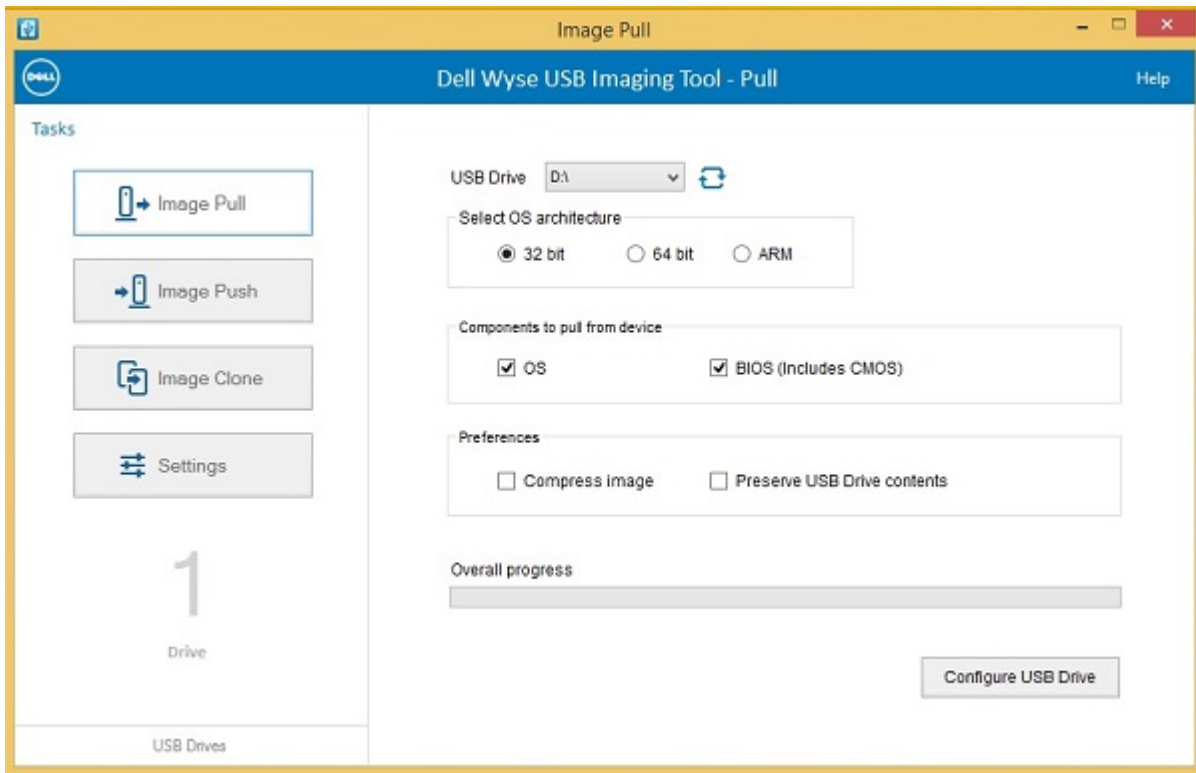 Image Pull
DELL
Dell Wyse USB Imaging Tool - Pull
Help
Tasks
Image Pull
Image Push
Image Clone
Settings
1
Drive
USB Drives
USB Drive D:\
Select OS architecture
32 bit 64 bit ARM
Components to pull from device
OS BIOS (Includes CMOS)
Preferences
Compress image Preserve USB Drive contents
Overall progress
Configure USB Drive